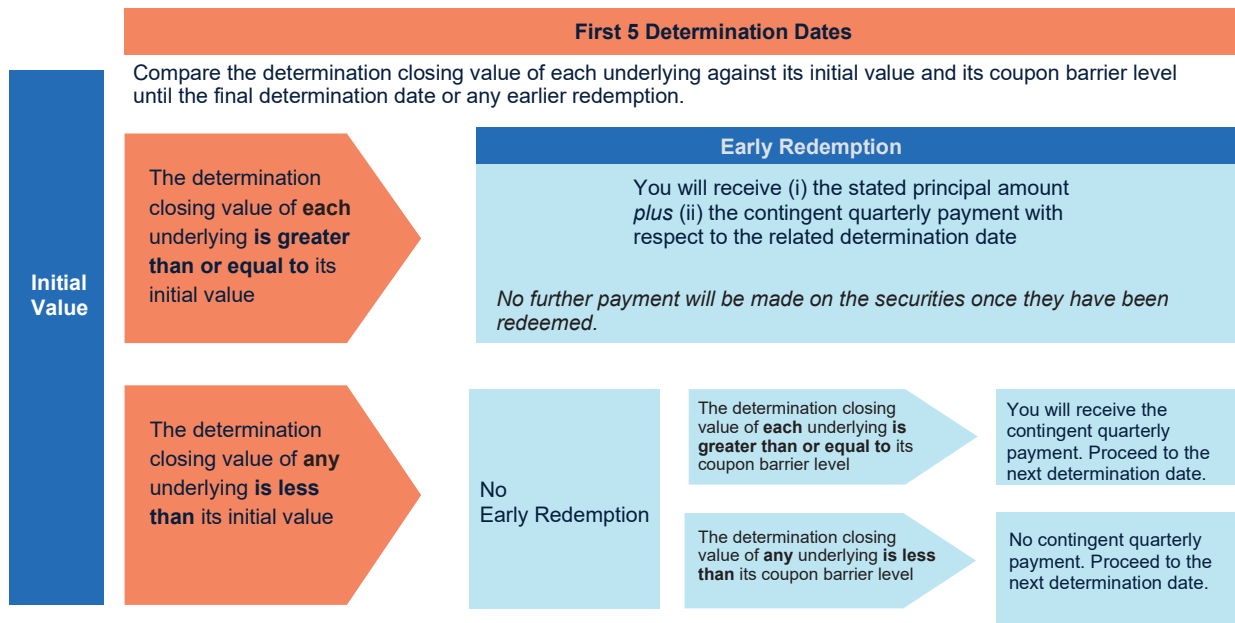 First 5 Determination Dates
Compare the determination closing value of each underlying against its initial value and its coupon barrier level
until the final determination date or any earlier redemption.
Initial
Value
The determination
closing value of each
underlying is greater
than or equal to its
initial value
Early Redemption
You will receive (i) the stated principal amount
plus (ii) the contingent quarterly payment with
respect to the related determination date
No further payment will be made on the securities once they have been
redeemed.
The determination
closing value of any
underlying is less
than its initial value
No
Early Redemption
The determination closing
value of each underlying is
greater than or equal to its
coupon barrier level
You will receive the
contingent quarterly
payment. Proceed to the
next determination date.
The determination closing
value of any underlying is less
than its coupon barrier level
No contingent quarterly
payment. Proceed to the
next determination date.